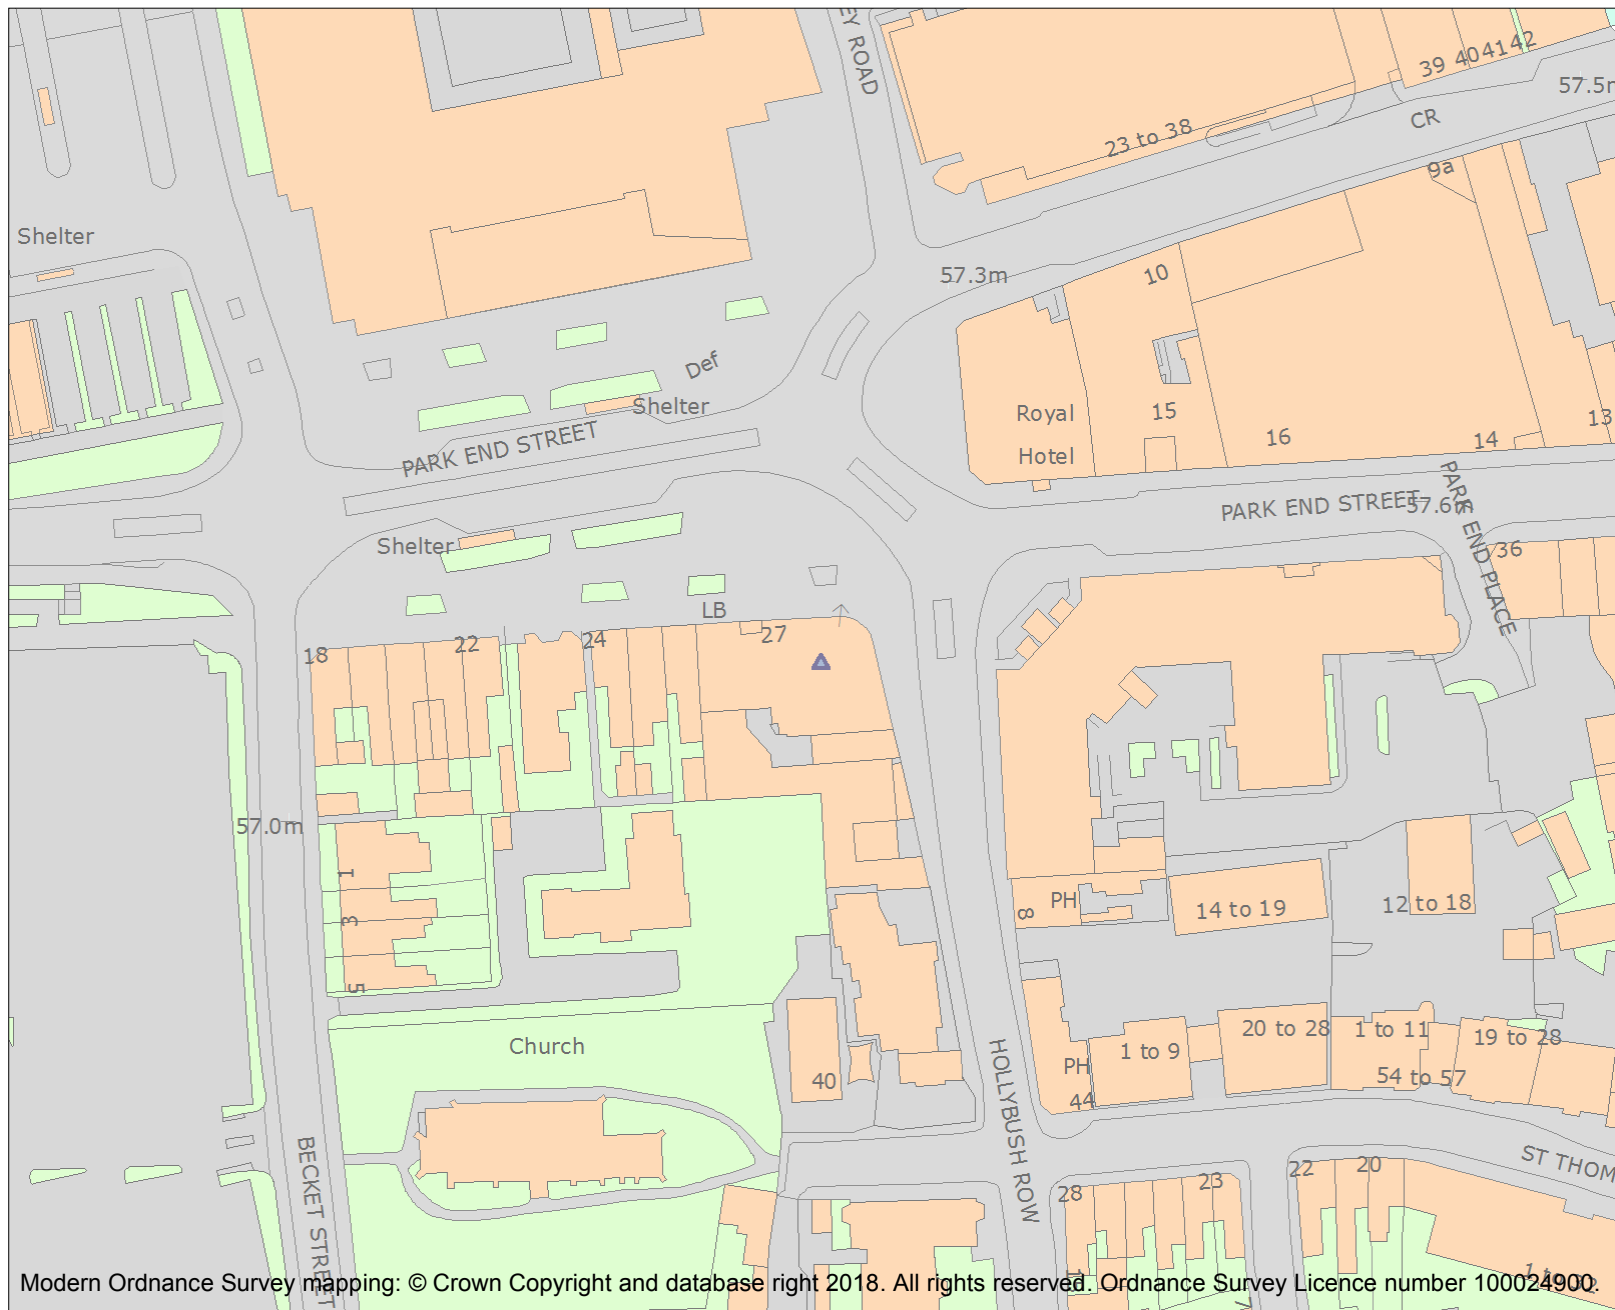 EY ROAD
39 40 41 42
57.5m
CR
23 to 38
9a
Shelter
57.3m
10
Def
Shelter
Royal
Hotel
15
16
14
13
PARK END STREET
PARK END STREET
57.6m
PARK END PLACE
36
Shelter
LB
18
22
24
27
57.0m
1
3
5
8
PH
14 to 19
12 to 18
Church
40
HOLLYBUSH ROW
PH
44
1 to 9
20 to 28
1 to 11
19 to 28
54 to 57
BECKET STREET
ST THOM
28
23
22
20
Modern Ordnance Survey mapping: © Crown Copyright and database right 2018. All rights reserved. Ordnance Survey Licence number 100024900.